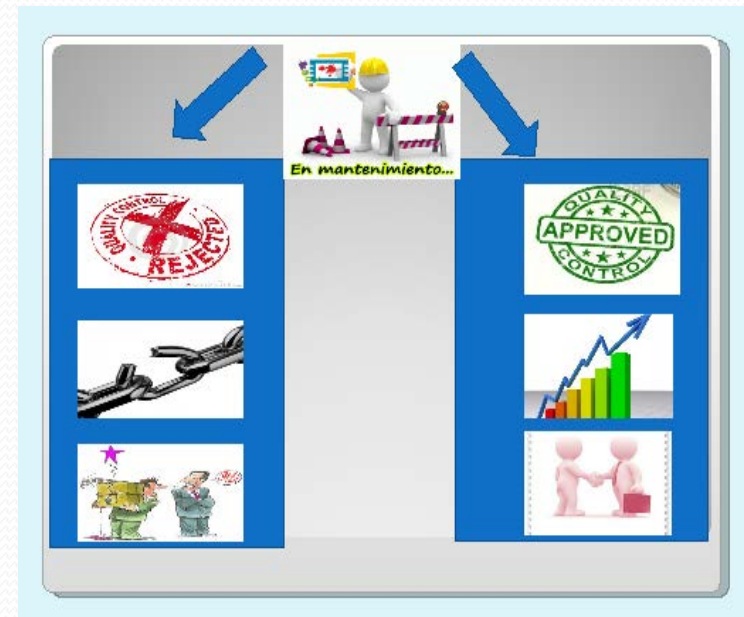 En mantenimiento...
QUALITY CONTROL
REJECTED
QUALITY
APPROVED
CONTROL